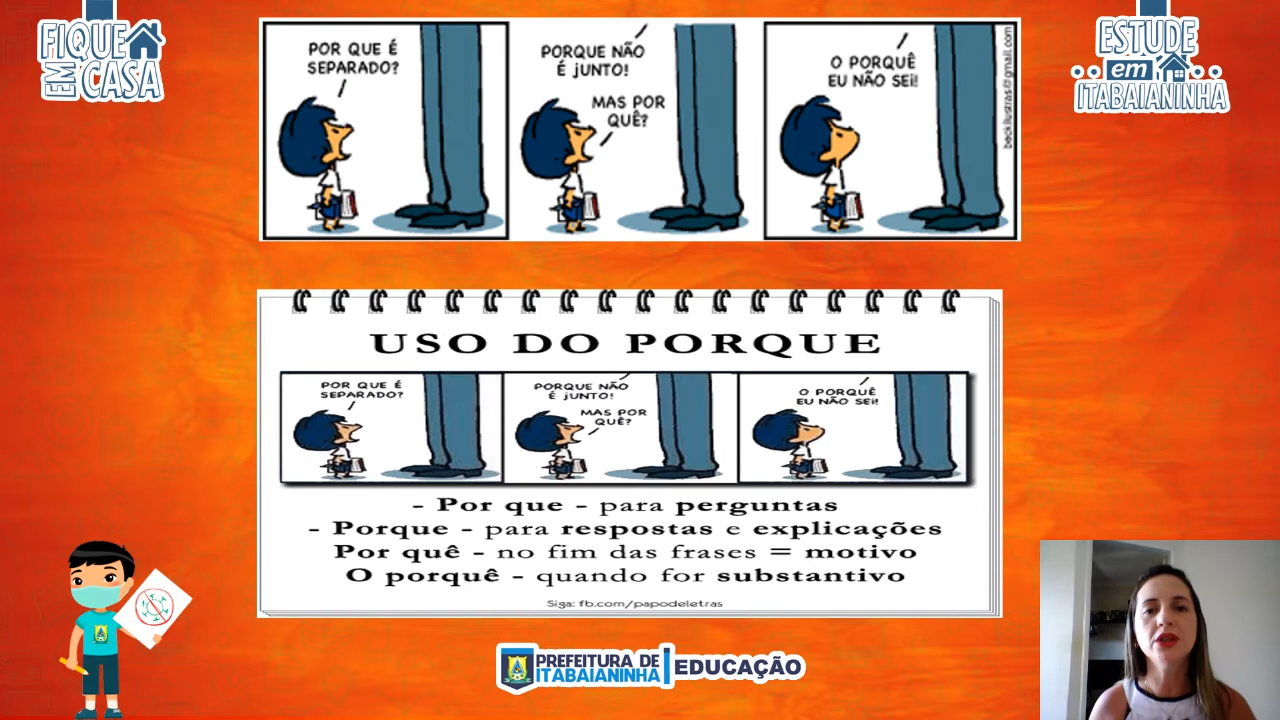 FIQUE
EM
CASA
ESTUDE
em
ITABAIANINHA
POR QUE É
SEPARADO?
PORQUE NÃO
É JUNTO!
MAS POR
QUÊ?
O PORQUÊ
EU NÃO SEI!
beckilustras@gmail.com
USO DO PORQUE
POR QUE É
SEPARADO?
PORQUE NÃO
É JUNTO!
MAS POR
QUÊ?
O PORQUÊ
EU NÃO SEI!
- Por que - para perguntas
- Porque - para respostas e explicações
Por quê - no fim das frases = motivo
O porquê - quando for substantivo
Siga: fb.com/papodeletras
PREFEITURA DE
ITABAIANINHA
EDUCAÇÃO